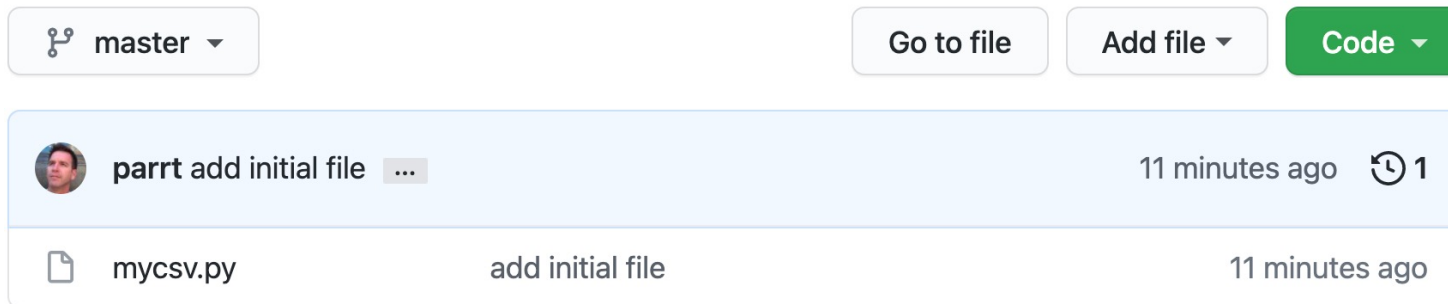 master Go to file Add file Code
parrt add initial file ... 11 minutes ago 1
mycsv.py add initial file 11 minutes ago